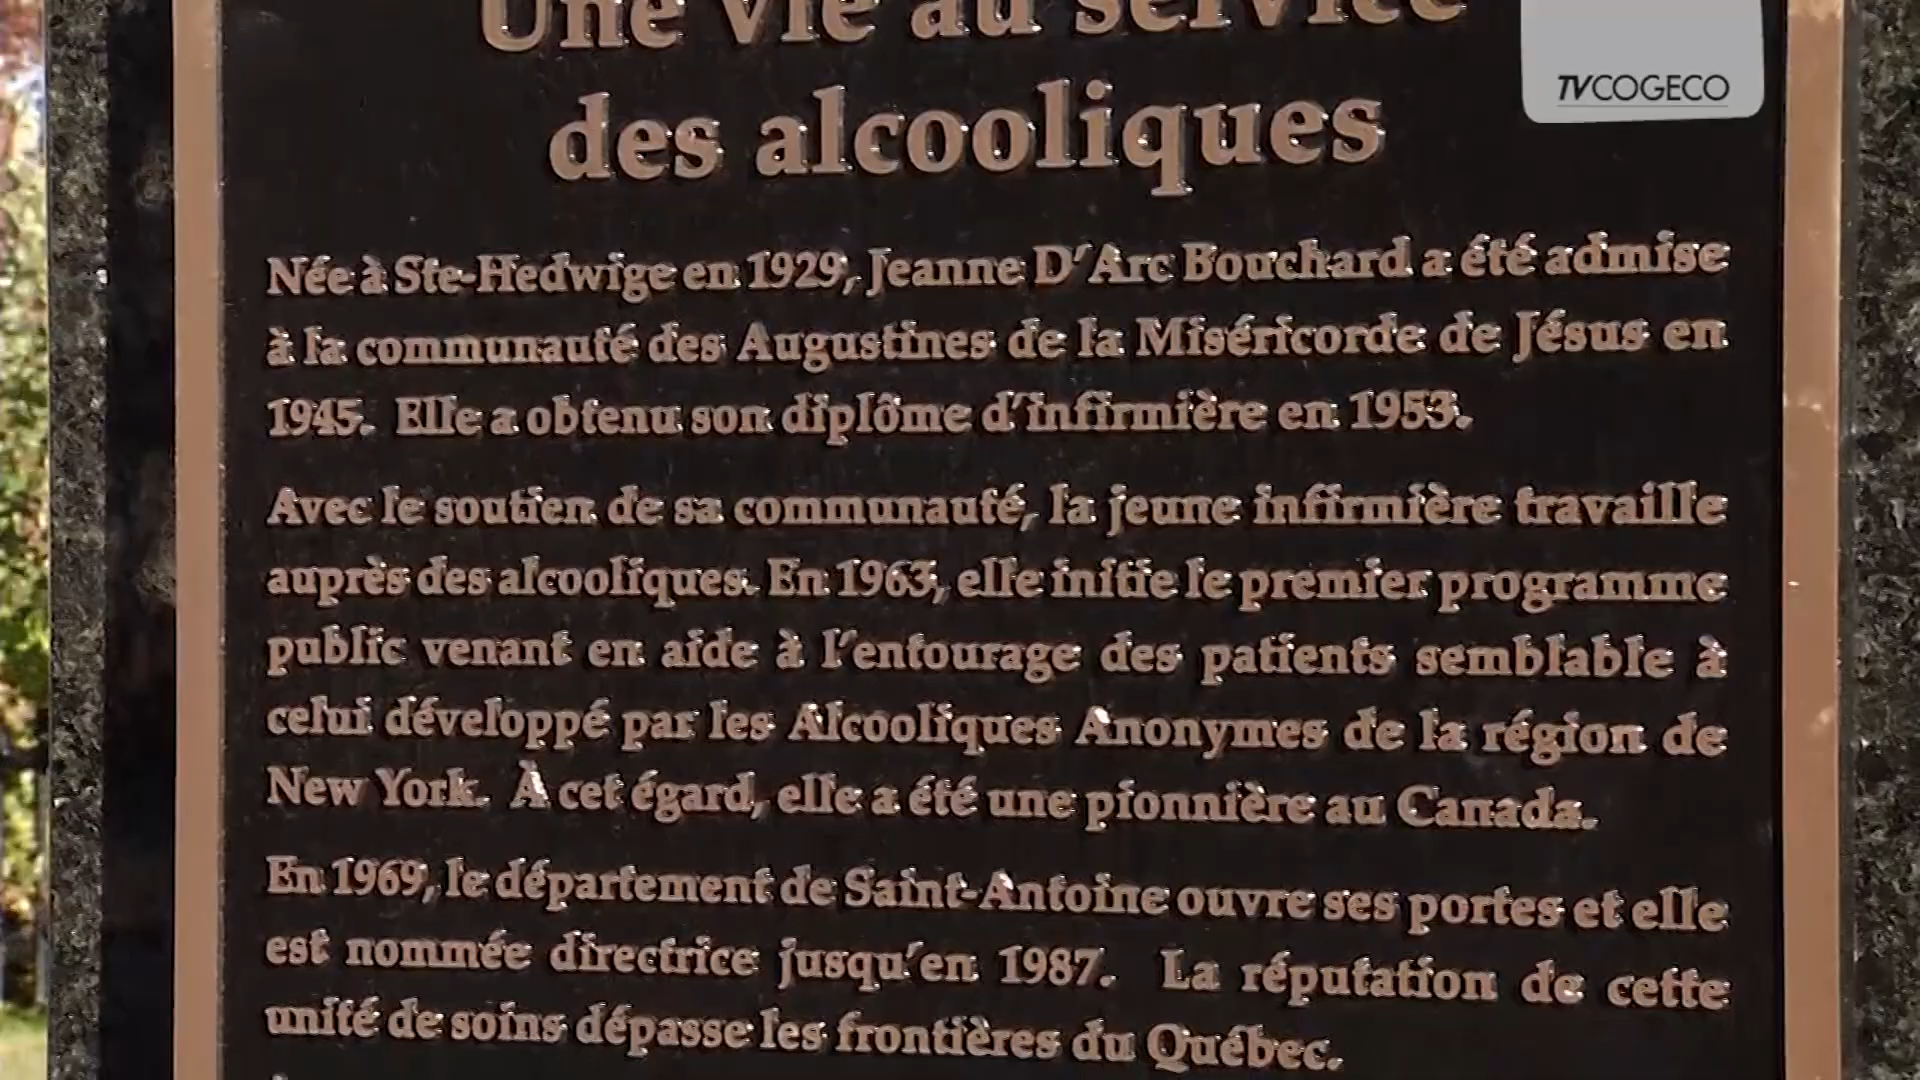 Une vie au service
des alcooliques
TVCOGECO
Née à Ste-Hedwige en 1929, Jeanne D'Arc Bouchard a été admise
à la communauté des Augustines de la Miséricorde de Jésus en
1945. Elle a obtenu son diplôme d'infirmière en 1953.
Avec le soutien de sa communauté, la jeune infirmière travaille
auprès des alcooliques. En 1963, elle initie le premier programme
public venant en aide à l'entourage des patients semblable à
celui développé par les Alcooliques Anonymes de la région de
New York. À cet égard, elle a été une pionnière au Canada.
En 1969, le département de Saint-Antoine ouvre ses portes et elle
est nommée directrice jusqu'en 1987. La réputation de cette
unité de soins dépasse les frontières du Québec.